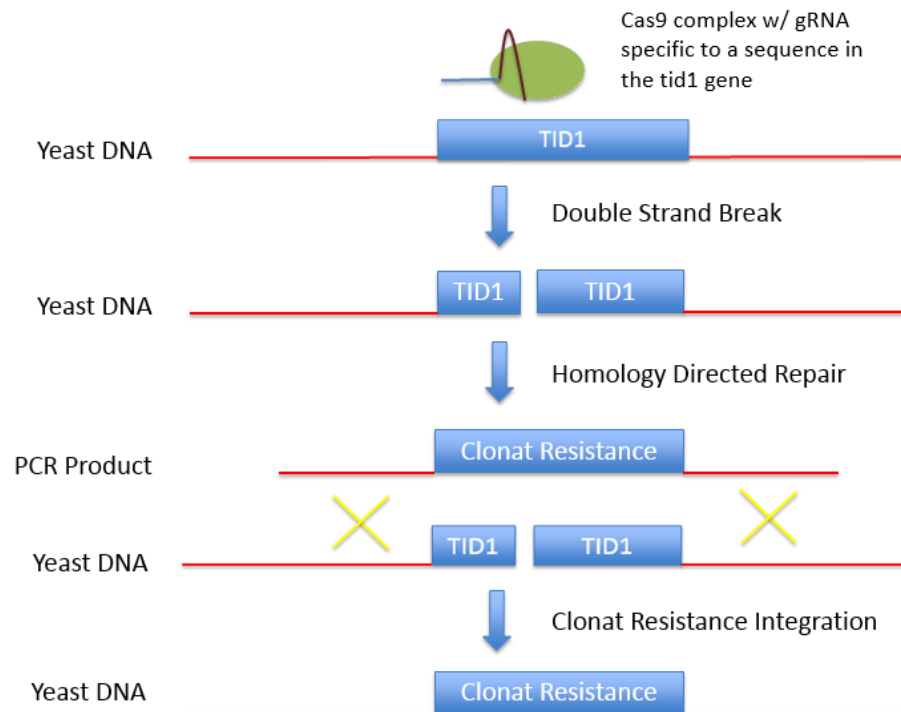 Cas9 complex w/ gRNA
specific to a sequence in
the tid1 gene
Yeast DNA
TID1
Double Strand Break
Yeast DNA
TID1
TID1
Homology Directed Repair
PCR Product
Clonat Resistance
Yeast DNA
TID1
TID1
Clonat Resistance Integration
Yeast DNA
Clonat Resistance